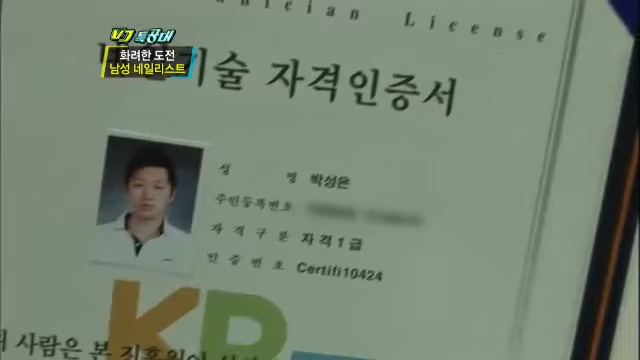 VJ 특공대
화려한 도전
남성 네일리스트
License
기술 자격인증서
성 명 박성은
주민등록번호
자격구분 자격1급
인증번호 Certifi10424
KP
사람은 본